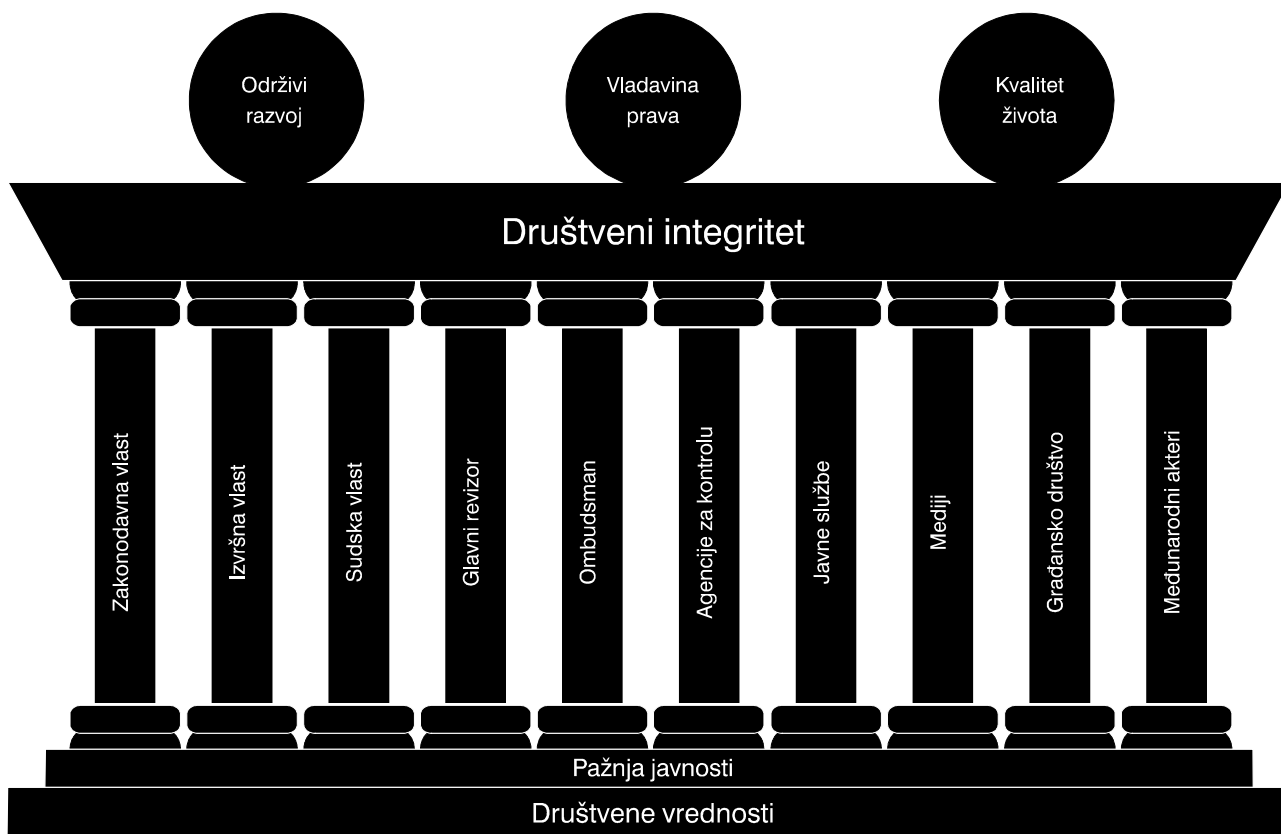 Održivi
razvoj
Vladavina
prava
Kvalitet
života
Društveni integritet
Zakonodavna vlast
Izvršna vlast
Sudska vlast
Glavni revizor
Ombudsman
Agencije za kontrolu
Javne službe
Mediji
Građansko društvo
Međunarodni akteri
Pažnja javnosti
Društvene vrednosti